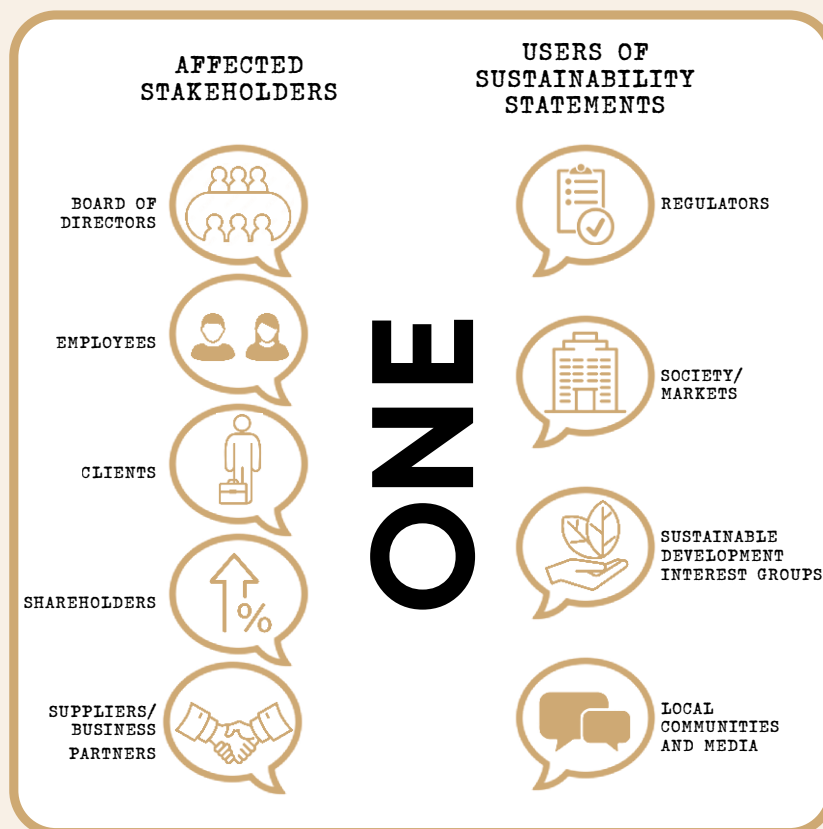 AFFECTED
STAKEHOLDERS
BOARD OF
DIRECTORS
EMPLOYEES
CLIENTS
SHAREHOLDERS
%
SUPPLIERS/
BUSINESS
PARTNERS
ONE
USERS OF
SUSTAINABILITY
STATEMENTS
REGULATORS
SOCIETY/
MARKETS
SUSTAINABLE
DEVELOPMENT
INTEREST GROUPS
LOCAL
COMMUNITIES
AND MEDIA